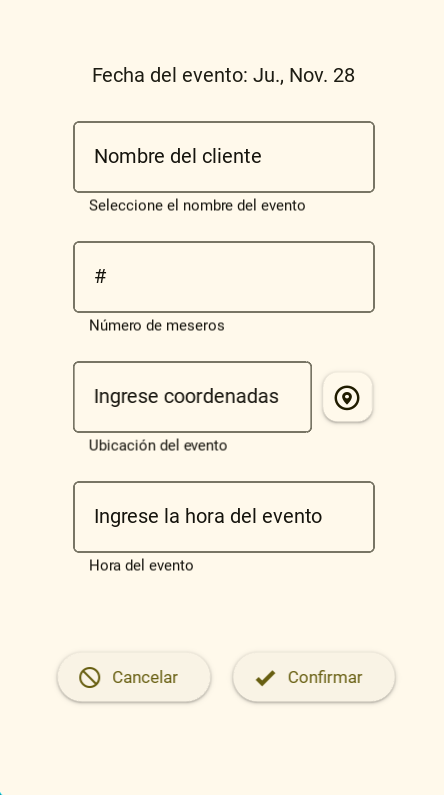 Fecha del evento: Ju., Nov. 28
Nombre del cliente
Seleccione el nombre del evento
#
Número de meseros
Ingrese coordenadas
Ubicación del evento
Ingrese la hora del evento
Hora del evento
Cancelar
Confirmar